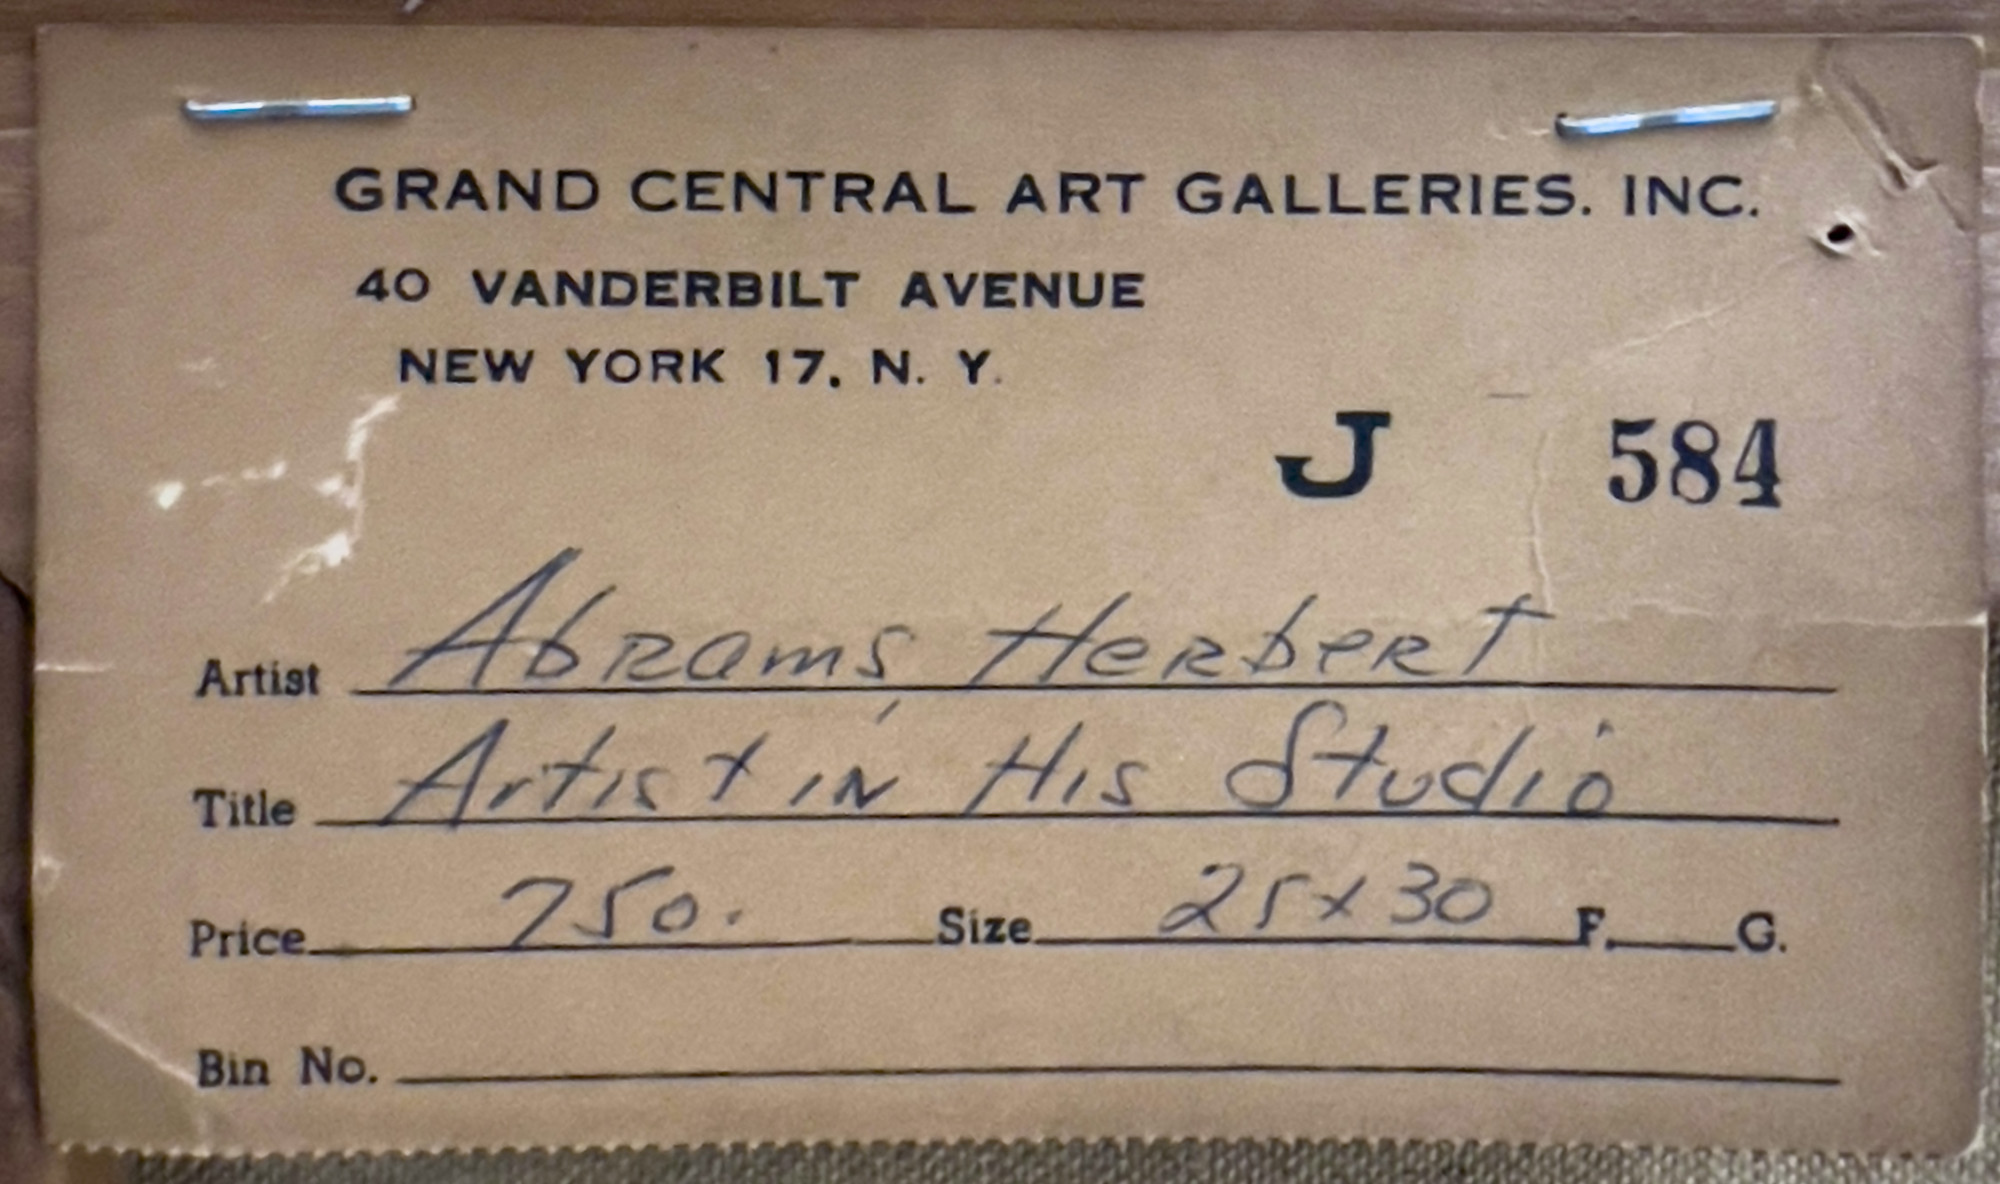 GRAND CENTRAL ART GALLERIES. INC.
40 VANDERBILT AVENUE
NEW YORK 17, N. Y.
J 584
Artist Abrams, Herbert
Title Artist in His Studio
Price 750. Size 25x30 F. G.
Bin No.